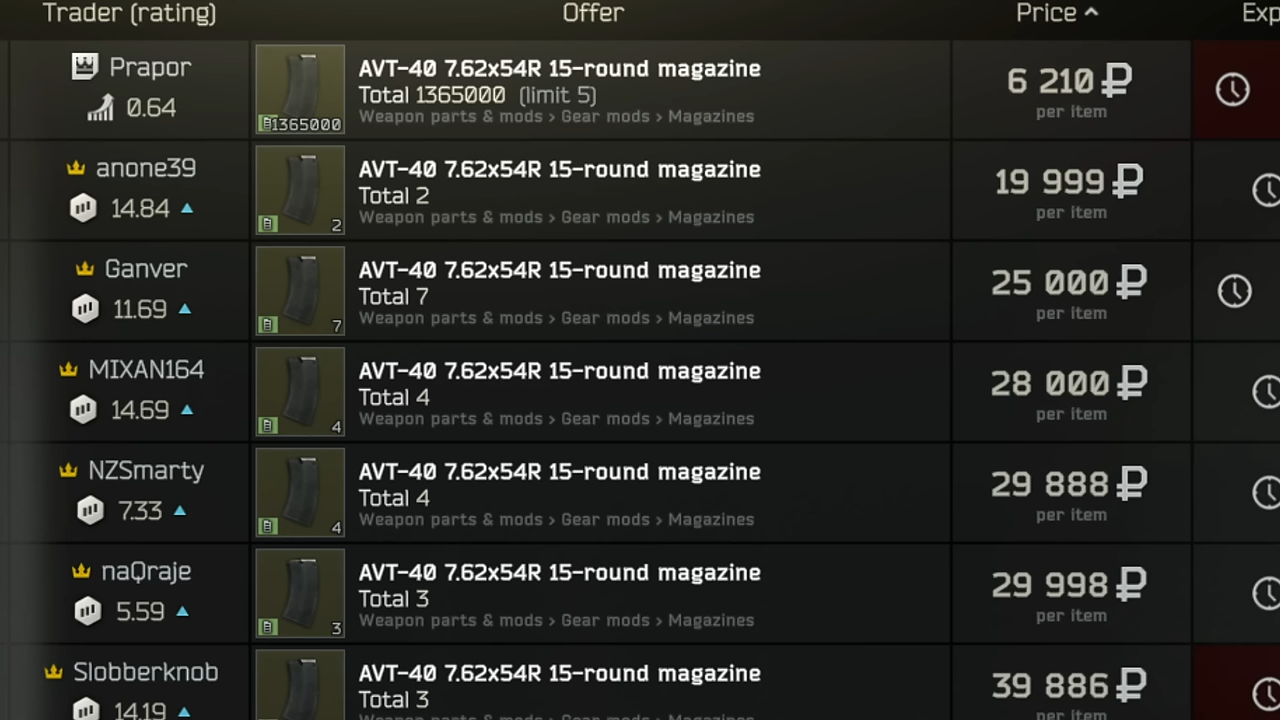 Trader (rating) Offer Price Exp
Prapor
0.64
1365000
AVT-40 7.62x54R 15-round magazine
Total 1365000 (limit 5)
Weapon parts & mods > Gear mods > Magazines
6 210 ₽
per item
anone39
14.84
2
AVT-40 7.62x54R 15-round magazine
Total 2
Weapon parts & mods > Gear mods > Magazines
19 999 ₽
per item
Ganver
11.69
7
AVT-40 7.62x54R 15-round magazine
Total 7
Weapon parts & mods > Gear mods > Magazines
25 000 ₽
per item
MIXAN164
14.69
4
AVT-40 7.62x54R 15-round magazine
Total 4
Weapon parts & mods > Gear mods > Magazines
28 000 ₽
per item
NZSmarty
7.33
4
AVT-40 7.62x54R 15-round magazine
Total 4
Weapon parts & mods > Gear mods > Magazines
29 888 ₽
per item
naQraje
5.59
3
AVT-40 7.62x54R 15-round magazine
Total 3
Weapon parts & mods > Gear mods > Magazines
29 998 ₽
per item
Slobberknob
14.19
AVT-40 7.62x54R 15-round magazine
Total 3
Weapon parts & mods > Gear mods > Magazines
39 886 ₽
per item